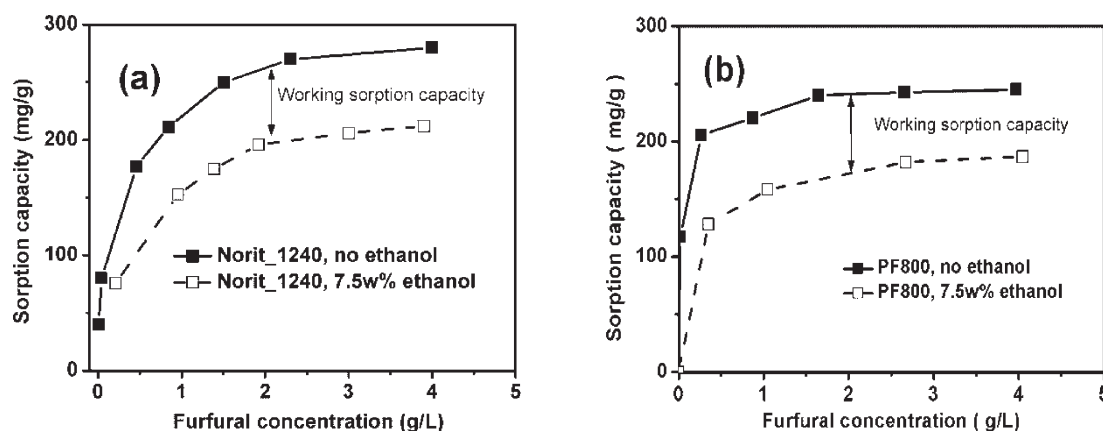 (a)
Sorption capacity (mg/g)
300
200
100
0
Working sorption capacity
Norit_1240, no ethanol
Norit_1240, 7.5w% ethanol
0 1 2 3 4 5
Furfural concentration (g/L)
(b)
Sorption capacity ( mg/g)
300
200
100
0
Working sorption capacity
PF800, no ethanol
PF800, 7.5w% ethanol
0 1 2 3 4 5
Furfural concentration ( g/L)